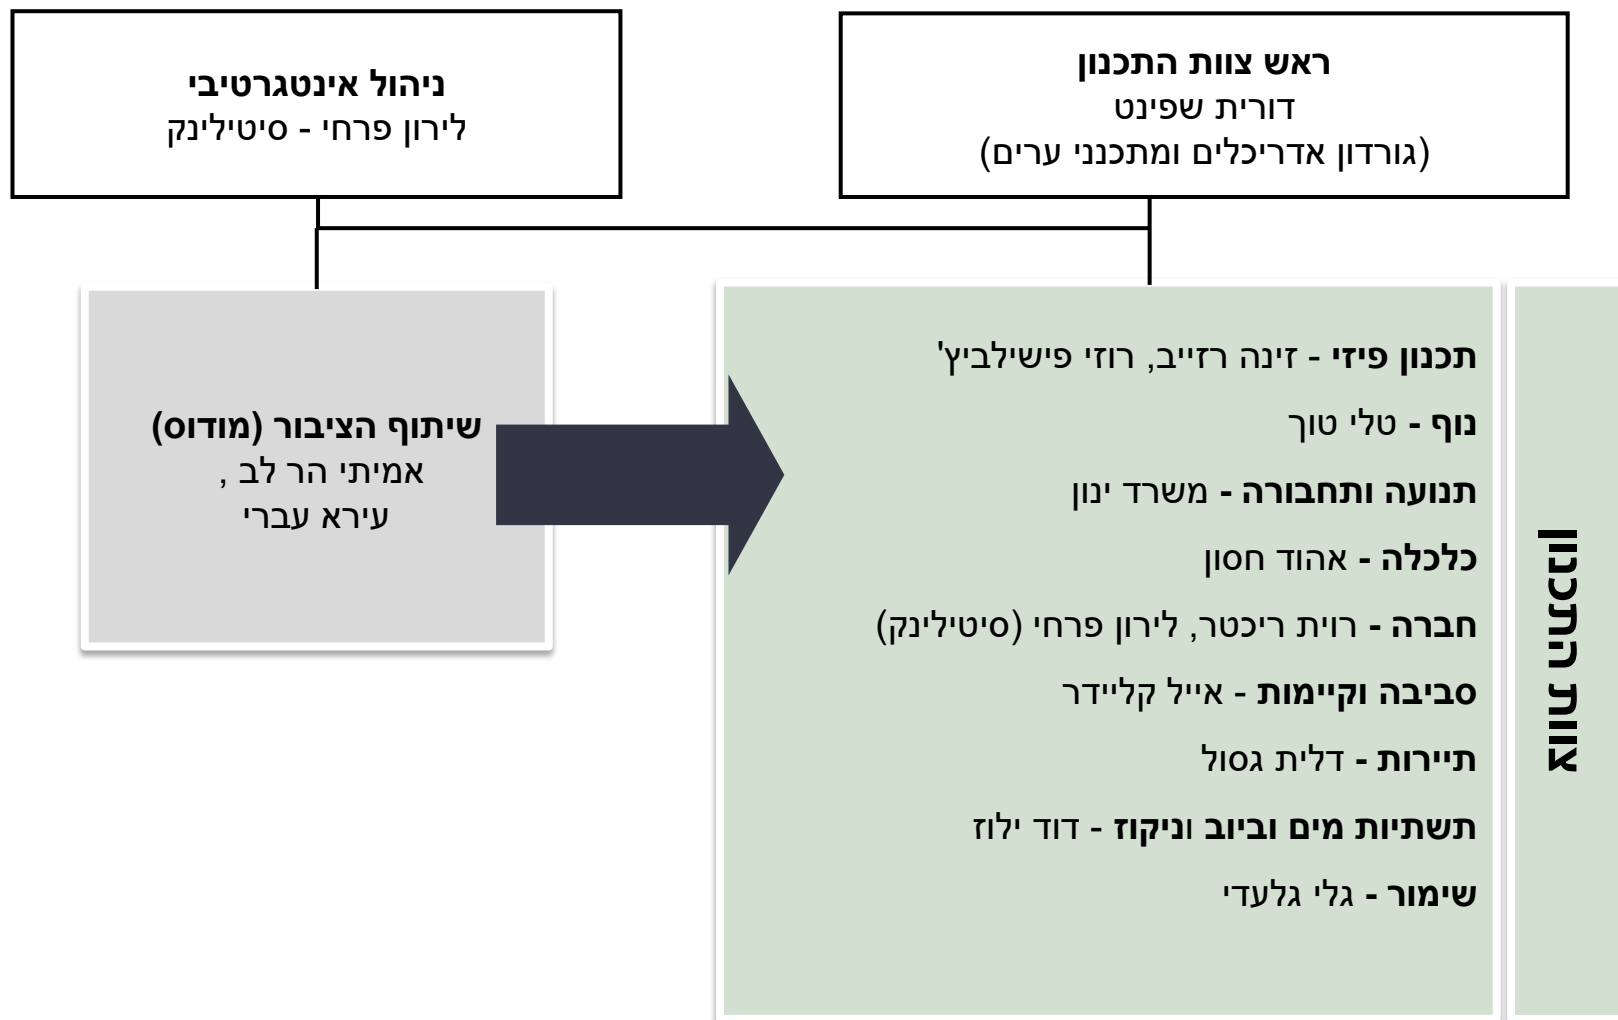 ראש צוות התכנון
דורית שפינט
(גורדון אדריכלים ומתכנני ערים)
ניהול אינטגרטיבי
לירון פרחי - סיטילינק
צוות התכנון
תכנון פיזי - זינה רזייב, רוזי פישילביץ'
נוף - טלי טוך
תנועה ותחבורה - משרד ינון
כלכלה - אהוד חסון
חברה - רוית ריכטר, לירון פרחי (סיטילינק)
סביבה וקיימות - אייל קליידר
תיירות - דלית גסול
תשתיות מים וביוב וניקוז - דוד ילוז
שימור - גלי גלעדי
שיתוף הציבור (מודוס)
אמיתי הר לב ,
עירא עברי